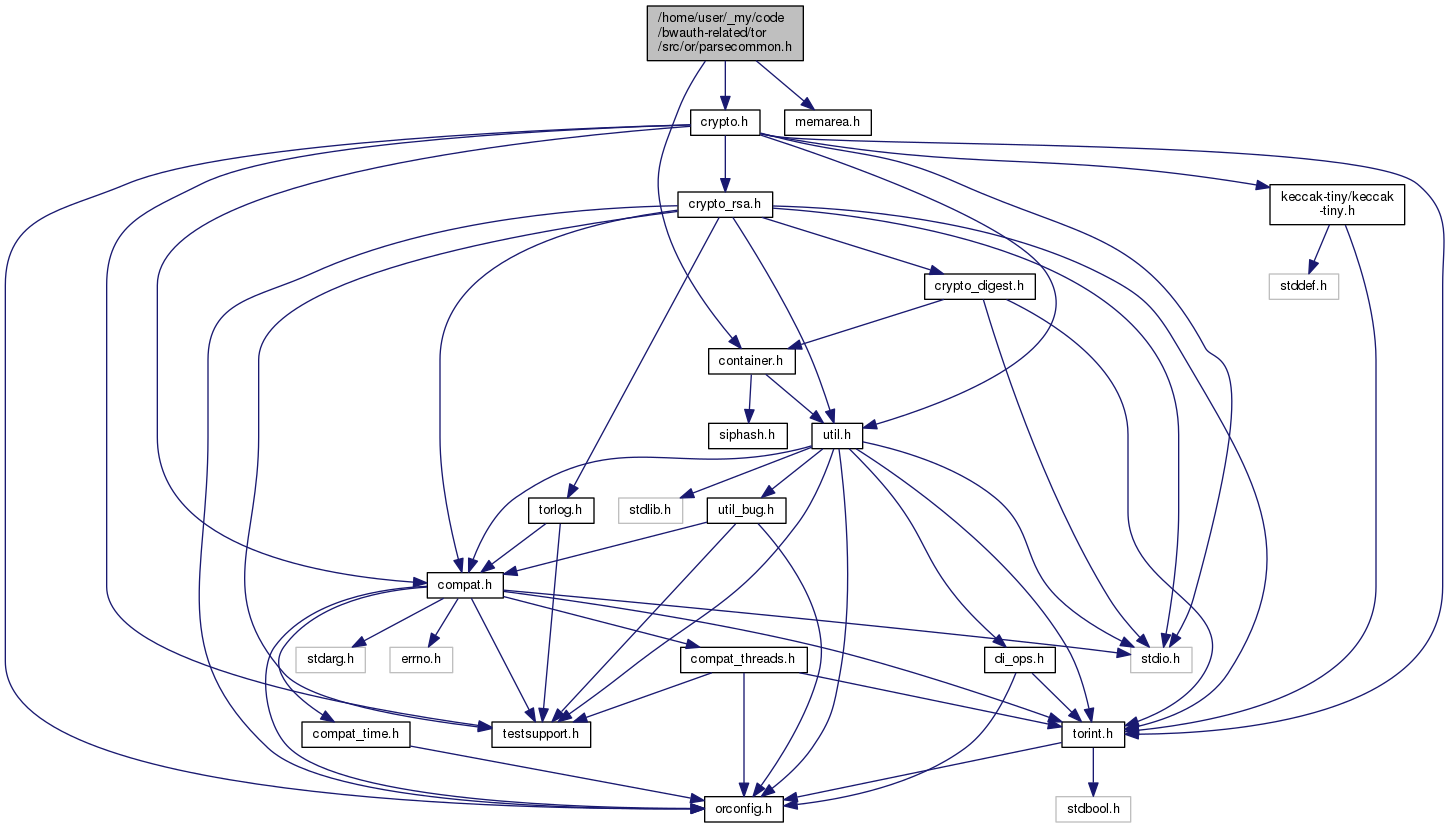 /home/user/_my/code
/bwauth-related/tor
/src/or/parsecommon.h
crypto.h
memarea.h
crypto_rsa.h
keccak-tiny/keccak
-tiny.h
crypto_digest.h
stddef.h
container.h
siphash.h
util.h
torlog.h
stdlib.h
util_bug.h
compat.h
stdarg.h
errno.h
compat_threads.h
di_ops.h
stdio.h
compat_time.h
testsupport.h
torint.h
orconfig.h
stdbool.h